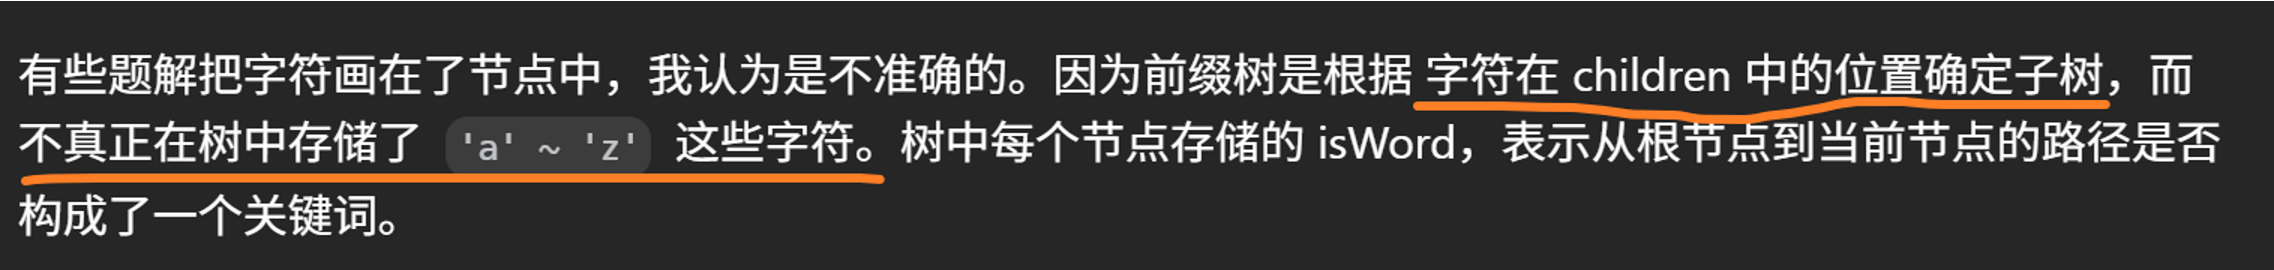 有些题解把字符画在了节点中，我认为是不准确的。因为前缀树是根据 字符在 children 中的位置确定子树，而
不真正在树中存储了 'a' ~ 'z' 这些字符。树中每个节点存储的 isWord，表示从根节点到当前节点的路径是否
构成了一个关键词。